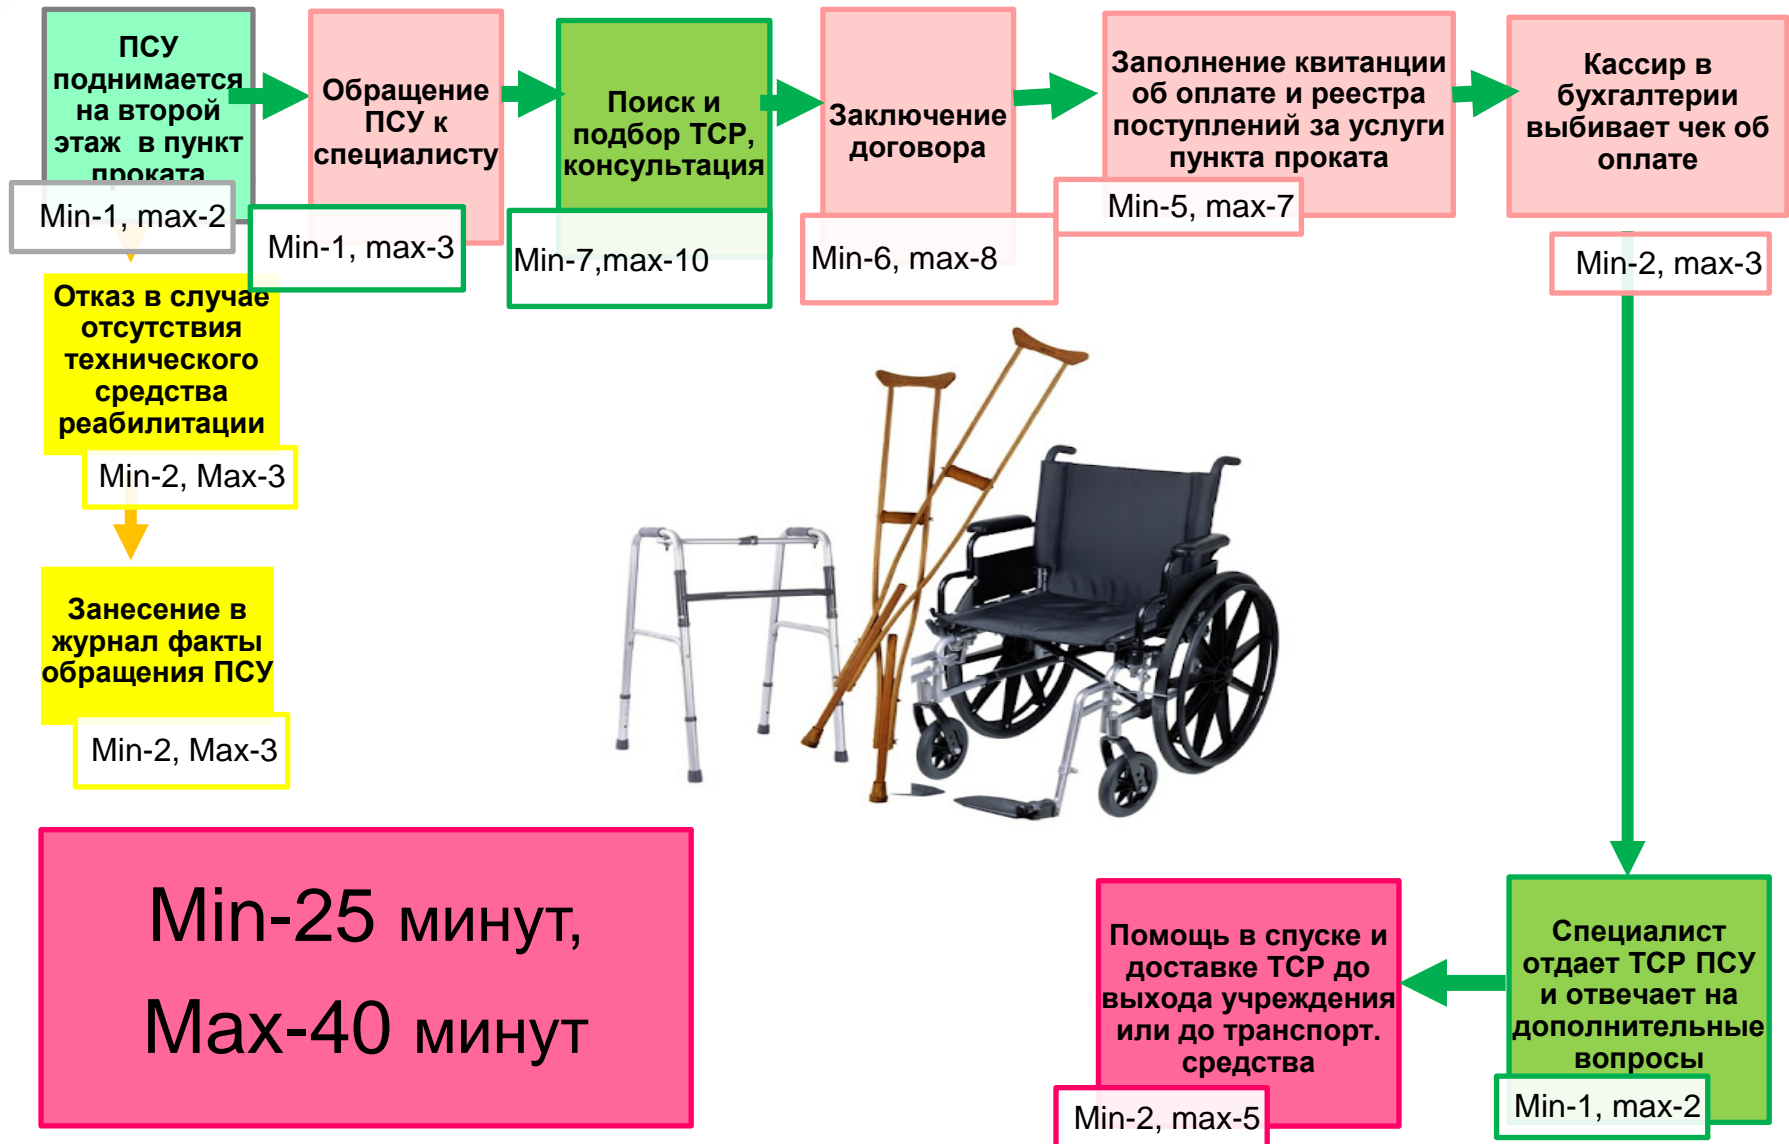 ПСУ
поднимается
на второй
этаж в пункт
проката
Min-1, max-2
Обращение
ПСУ к
специалисту
Min-1, max-3
Поиск и
подбор ТСР,
консультация
Min-7,max-10
Заключение
договора
Min-6, max-8
Заполнение квитанции
об оплате и реестра
поступлений за услуги
пункта проката
Min-5, max-7
Кассир в
бухгалтерии
выбивает чек об
оплате
Min-2, max-3
Отказ в случае
отсутствия
технического
средства
реабилитации
Min-2, Max-3
Занесение в
журнал факты
обращения ПСУ
Min-2, Max-3
Min-25 минут,
Max-40 минут
Помощь в спуске и
доставке ТСР до
выхода учреждения
или до транспорт.
средства
Min-2, max-5
Специалист
отдает ТСР ПСУ
и отвечает на
дополнительные
вопросы
Min-1, max-2